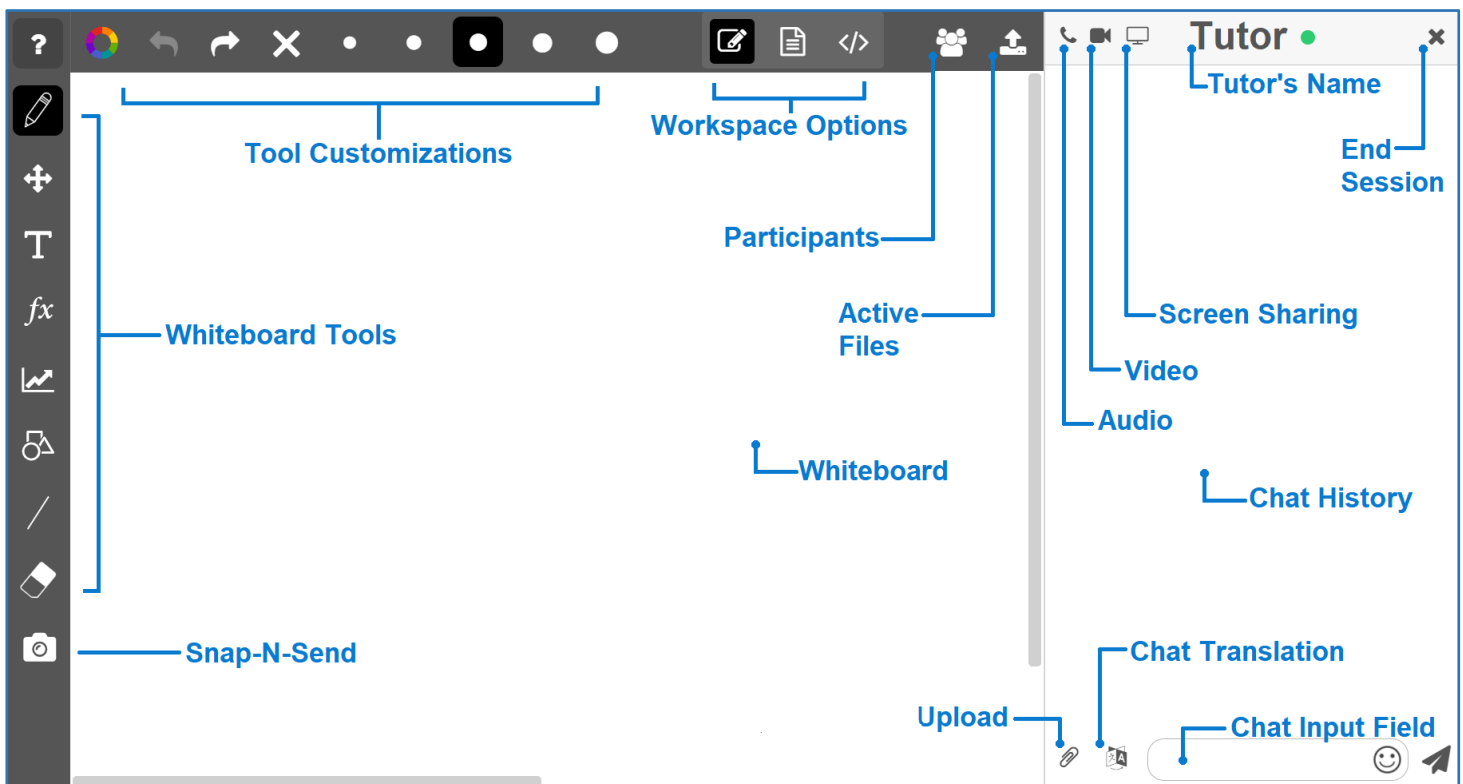 ?
Tutor
Tutor's Name
Tool Customizations
Workspace Options
End
Session
Participants
Active
Files
Screen Sharing
T
fx
Whiteboard Tools
Video
Audio
Whiteboard
Chat History
Snap-N-Send
Chat Translation
Upload
Chat Input Field